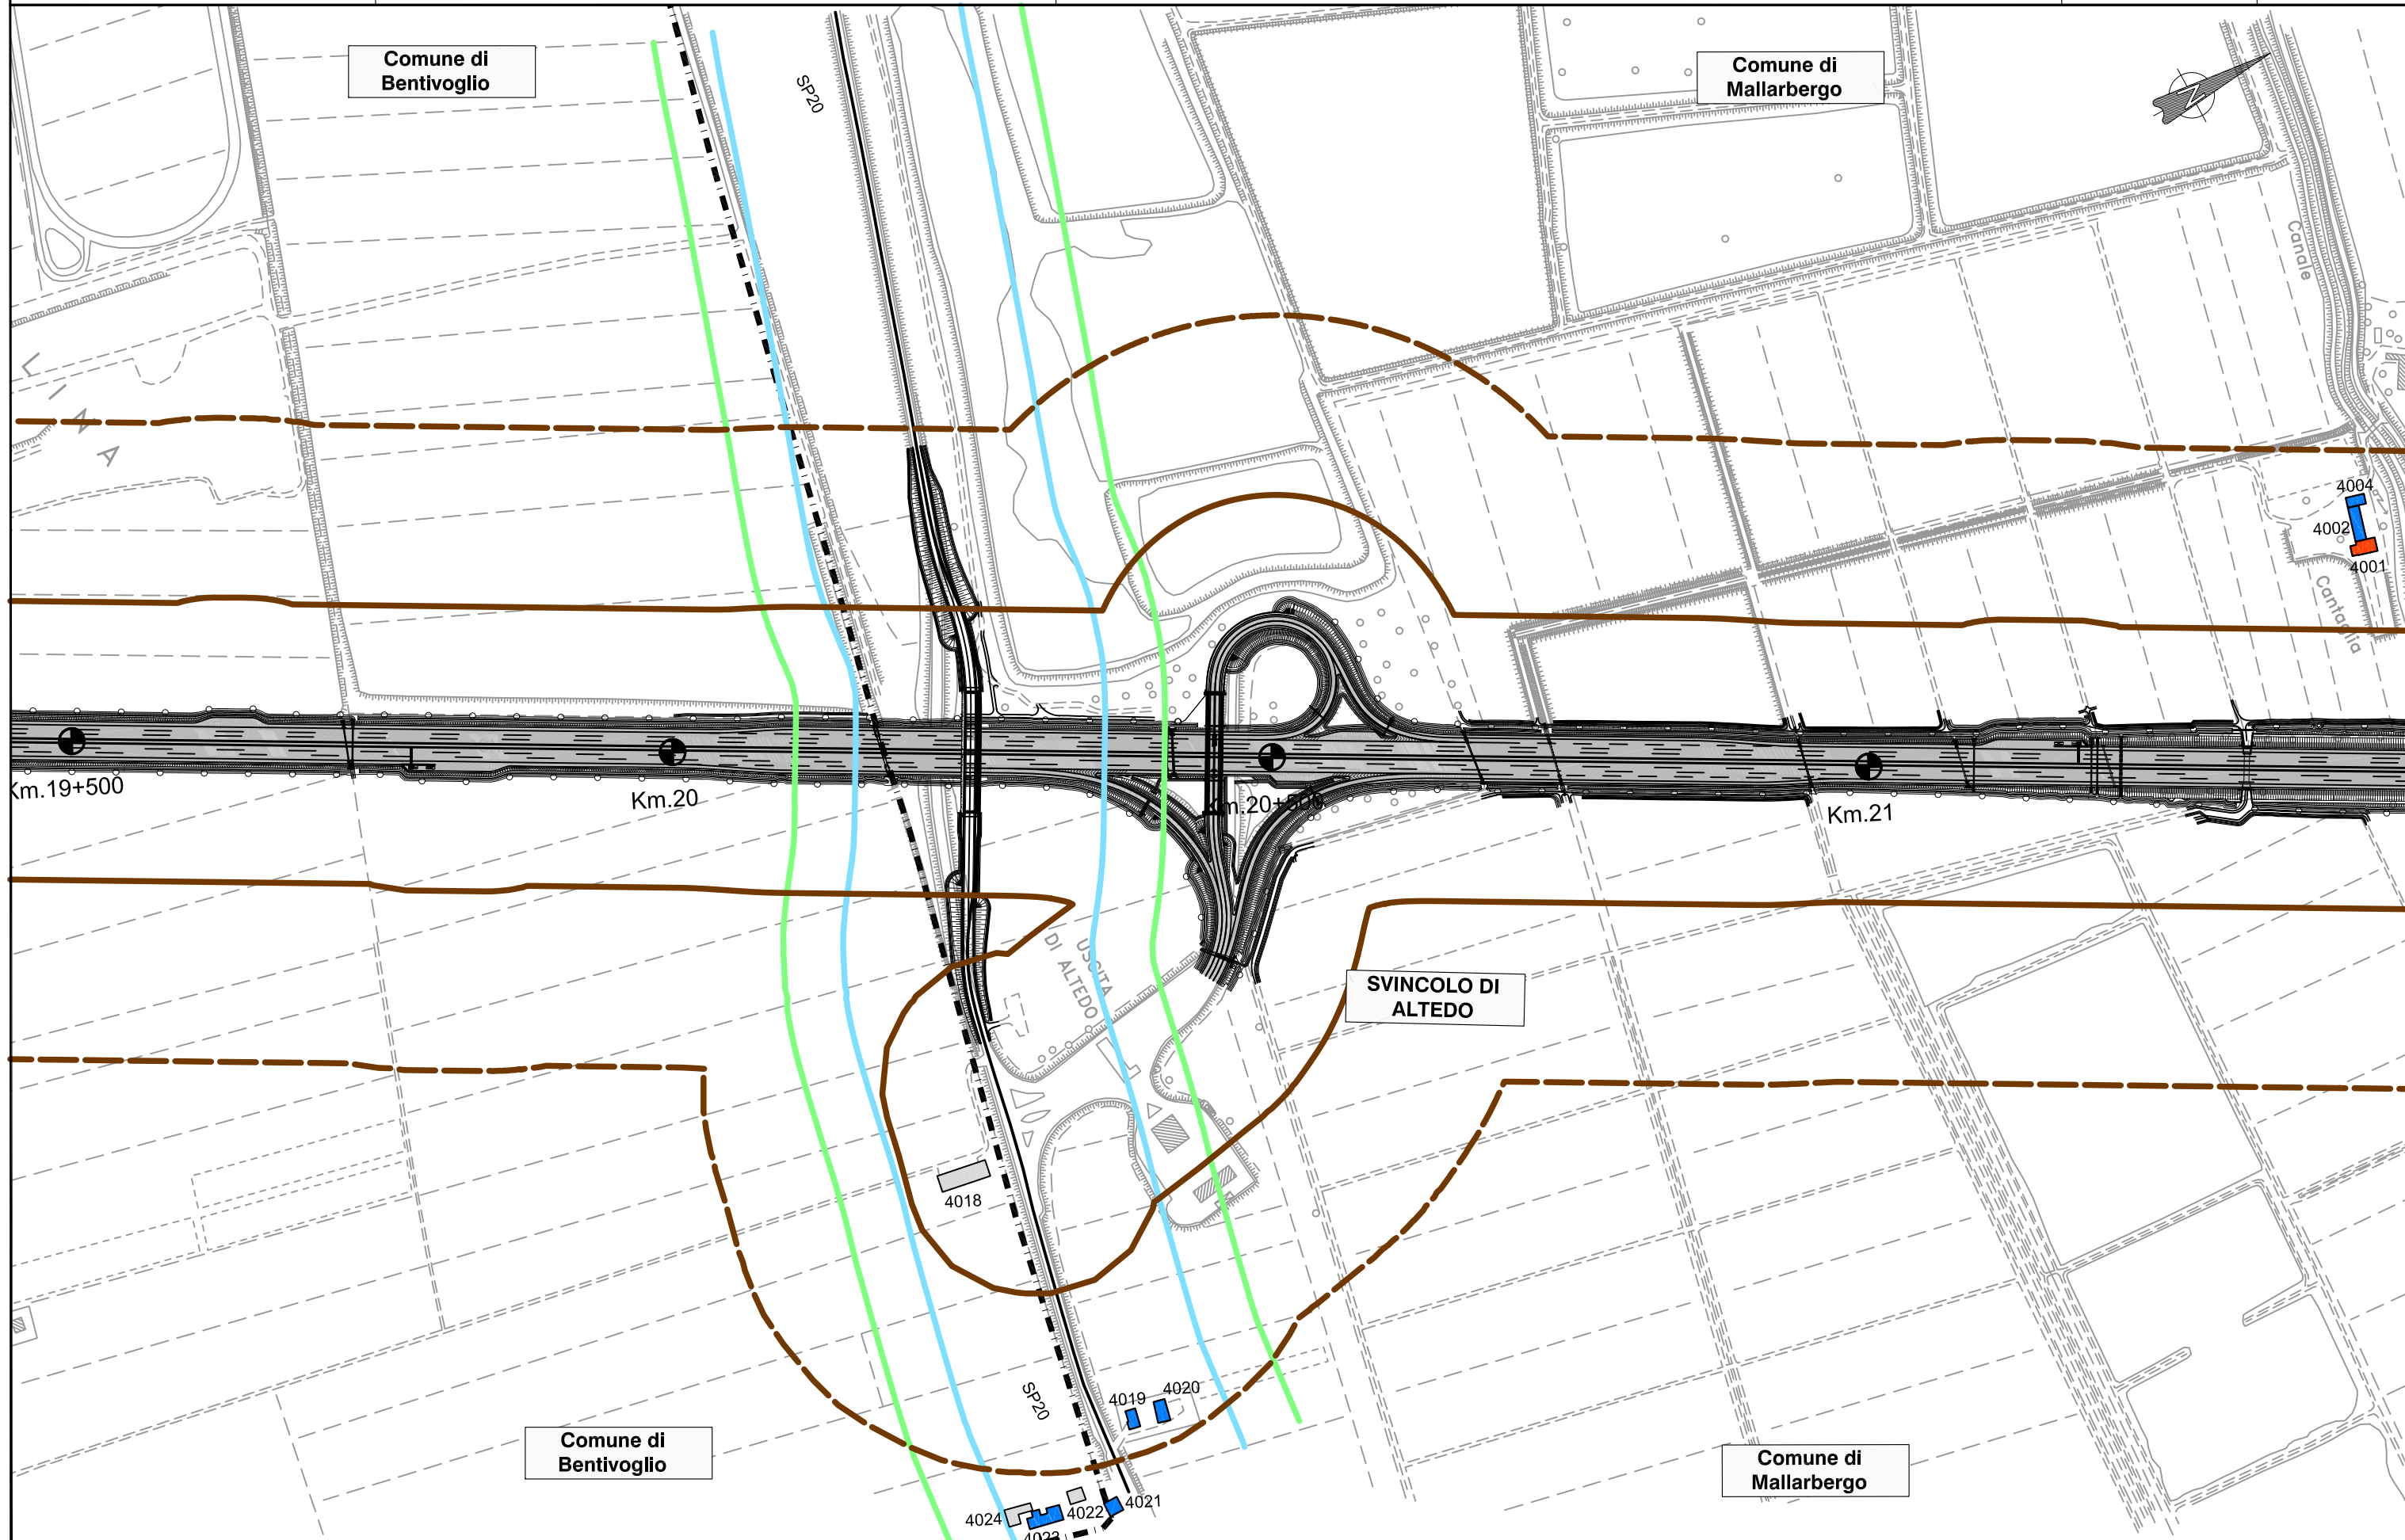 Comune di
Bentivoglio
SP20
Comune di
Mallarbergo
N
Canale
L I N A
4004
4002
4001
Cantaglia
Km.19+500
Km.20
Km.20+500
Km.21
USCITA
DI ALTEDO
SVINCOLO DI
ALTEDO
4018
SP20
4019
4020
Comune di
Bentivoglio
Comune di
Mallarbergo
4021
4022
4024
4023